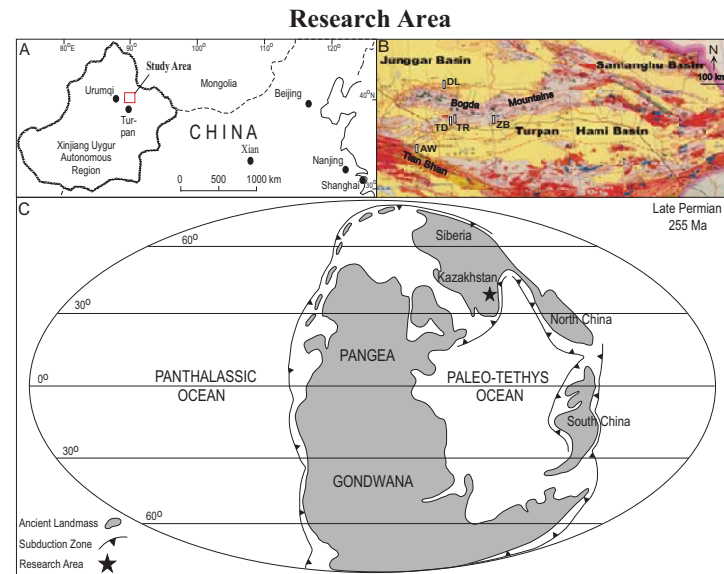 Research Area
A
80°E
90°
100°
110°
120°
Study Area
Urumqi
Tur-
pan
Mongolia
Beijing
40°N
CHINA
Xinjiang Uygur
Autonomous
Region
Xian
Nanjing
Shanghai
30°
0 500 1000 km
B
Junggar Basin
Santanghu Basin
N
100 km
DL
Bogda
Mountains
TD
TR
ZB
Turpan
Hami Basin
AW
Tian Shan
C
Late Permian
255 Ma
60°
Siberia
Kazakhstan
30°
North China
PANGEA
PANTHALASSIC
OCEAN
PALEO-TETHYS
OCEAN
0°
South China
30°
GONDWANA
60°
Ancient Landmass
Subduction Zone
Research Area